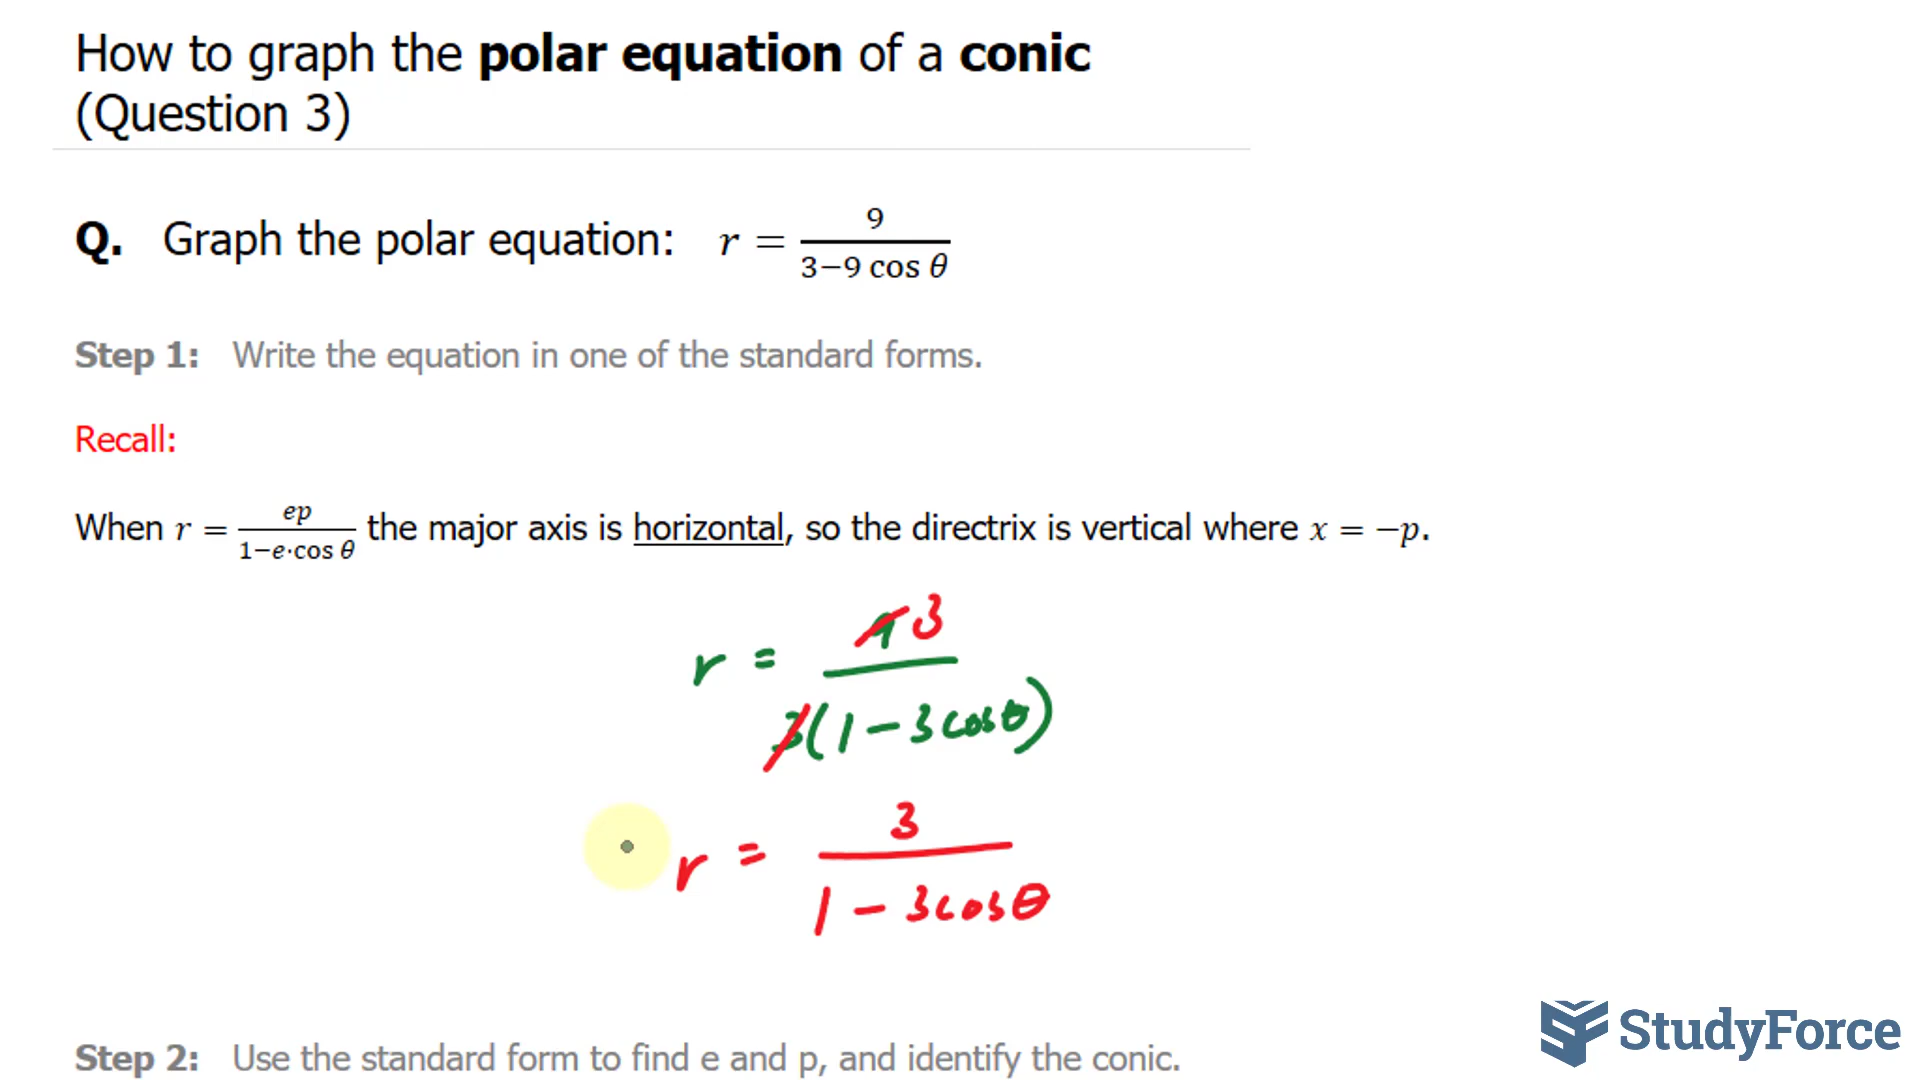 How to graph the polar equation of a conic
(Question 3)
Q. Graph the polar equation: r = 9/(3−9 cos θ)
Step 1: Write the equation in one of the standard forms.
Recall:
When r = ep/(1−e·cos θ) the major axis is horizontal, so the directrix is vertical where x = −p.
r = 9 3/(3(1 − 3cosθ))
r = 3/(1 − 3cosθ)
Step 2: Use the standard form to find e and p, and identify the conic.
StudyForce